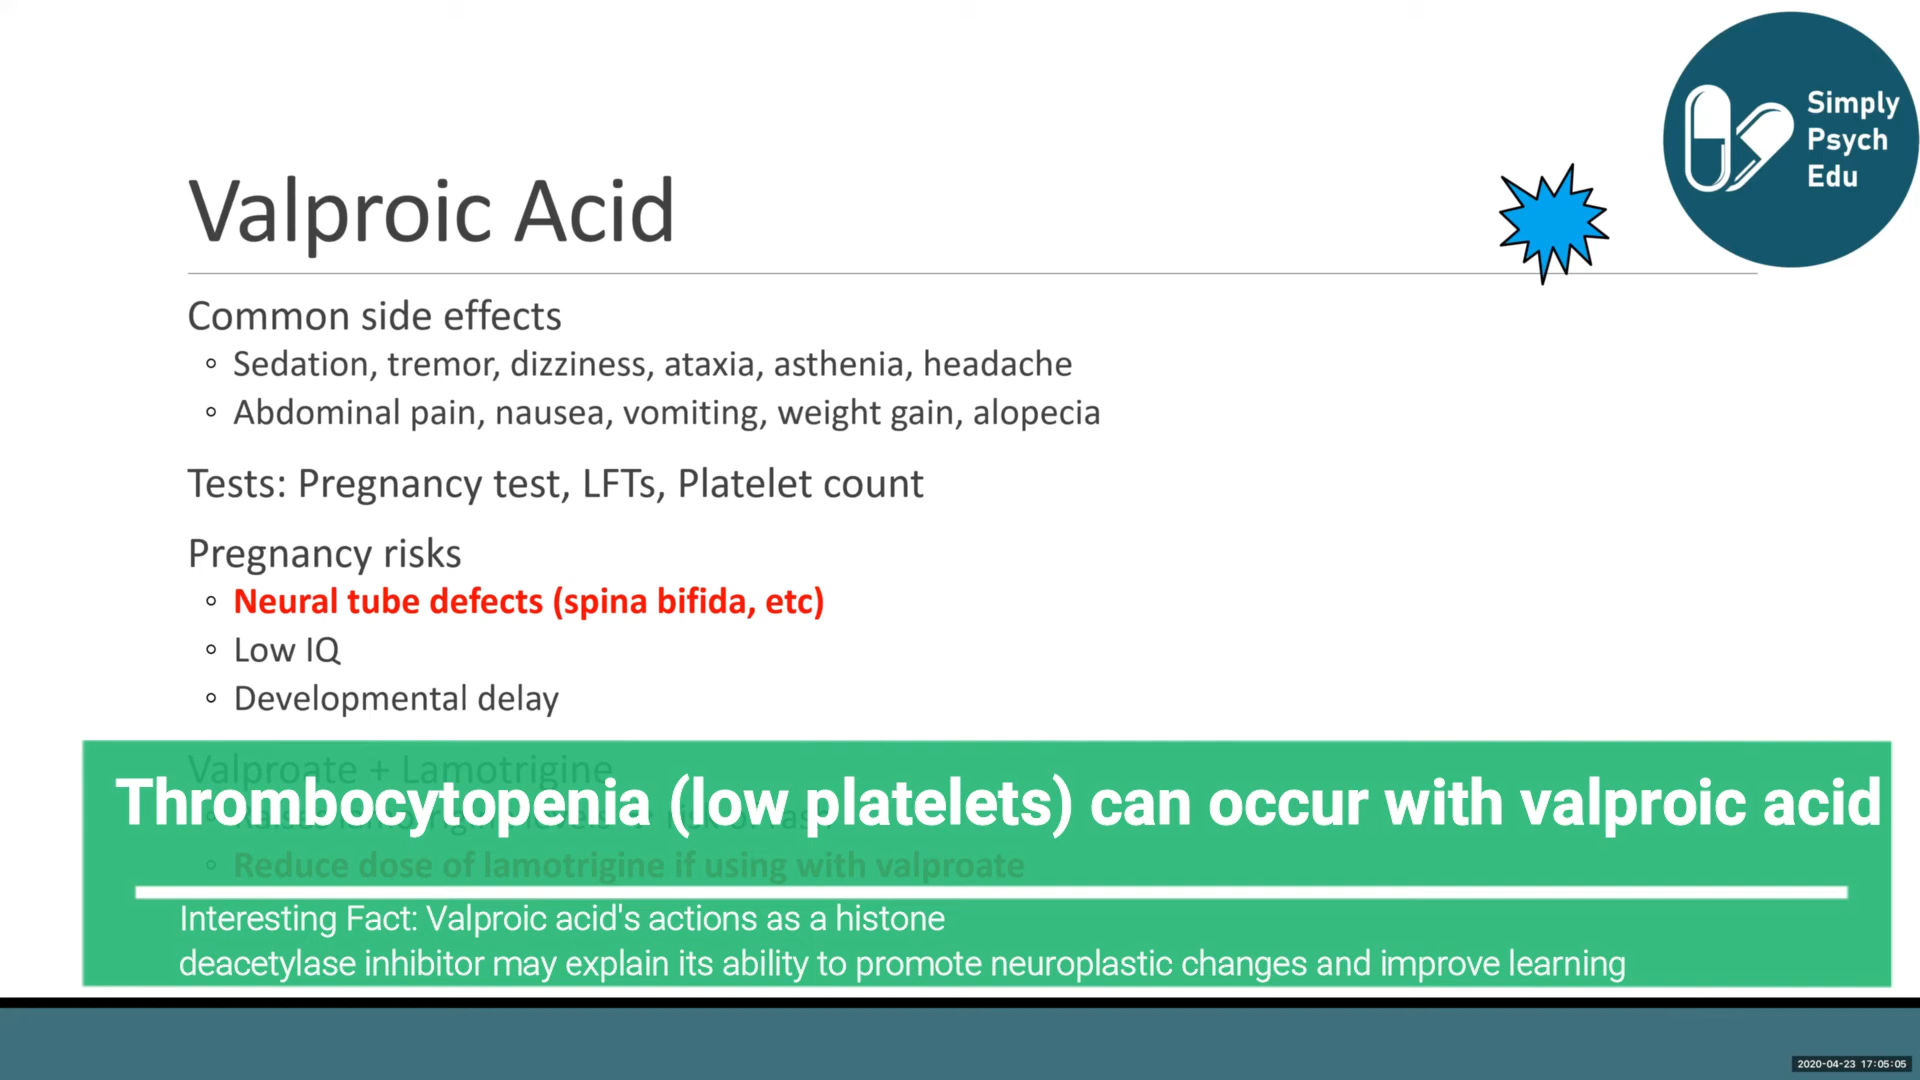 Simply
Psych
Edu
Valproic Acid
Common side effects
◦ Sedation, tremor, dizziness, ataxia, asthenia, headache
◦ Abdominal pain, nausea, vomiting, weight gain, alopecia
Tests: Pregnancy test, LFTs, Platelet count
Pregnancy risks
◦ Neural tube defects (spina bifida, etc)
◦ Low IQ
◦ Developmental delay
Valproate + Lamotrigine
Thrombocytopenia (low platelets) can occur with valproic acid
◦ Reduce dose of lamotrigine if using with valproate
Interesting Fact: Valproic acid's actions as a histone
deacetylase inhibitor may explain its ability to promote neuroplastic changes and improve learning
2020-04-23 17:05:05